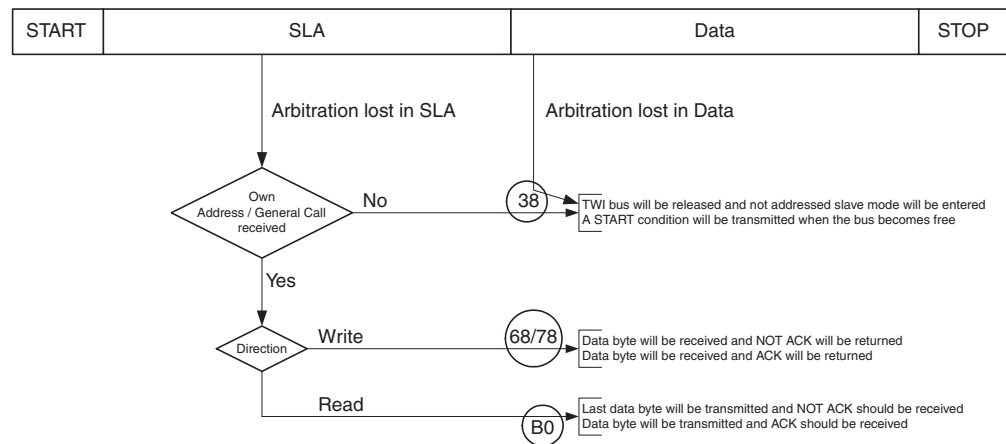 START SLA Data STOP
Arbitration lost in SLA Arbitration lost in Data
Own
Address / General Call
received
No
38
TWI bus will be released and not addressed slave mode will be entered
A START condition will be transmitted when the bus becomes free
Yes
Direction
Write
68/78
Data byte will be received and NOT ACK will be returned
Data byte will be received and ACK will be returned
Read
B0
Last data byte will be transmitted and NOT ACK should be received
Data byte will be transmitted and ACK should be received